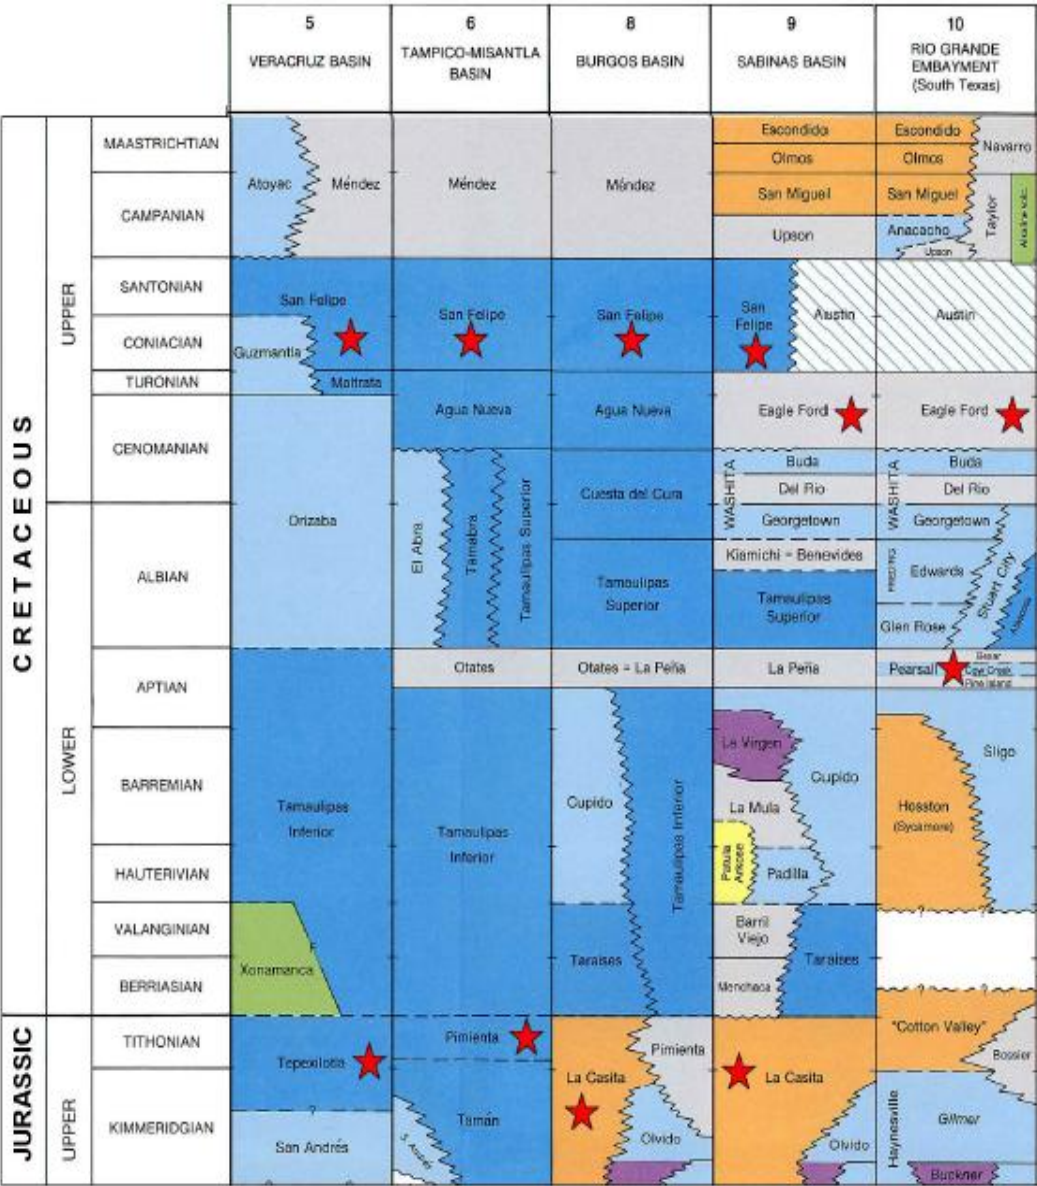 5
VERACRUZ BASIN
6
TAMPICO-MISANTLA
BASIN
8
BURGOS BASIN
9
SABINAS BASIN
10
RIO GRANDE
EMBAYMENT
(South Texas)
CRETACEOUS
UPPER
LOWER
JURASSIC
UPPER
MAASTRICHTIAN
CAMPANIAN
SANTONIAN
CONIACIAN
TURONIAN
CENOMANIAN
ALBIAN
APTIAN
BARREMIAN
HAUTERIVIAN
VALANGINIAN
BERRIASIAN
TITHONIAN
KIMMERIDGIAN
Atoyac
Méndez
San Felipe
Guzmantla
Maltrata
Orizaba
Tamaulipas
Inferior
Xonamanca
Tepexilotla
?
San Andrés
Méndez
San Felipe
Agua Nueva
El Abra
Tamabra
Tamaulipas Superior
Otates
Tamaulipas
Inferior
Pimienta
Tamán
S. Andrés
Méndez
San Felipe
Agua Nueva
Cuesta del Cura
Tamaulipas
Superior
Otates = La Peña
Cupido
Tamaulipas Inferior
Taraises
La Casita
Pimienta
Olvido
Escondido
Olmos
San Miguel
Upson
San
Felipe
Austin
Eagle Ford
WASHITA
Buda
Del Rio
Georgetown
Kiamichi = Benevides
Tamaulipas
Superior
La Peña
La Virgen
Cupido
La Mula
Patula
Arkose
Padilla
Barril
Viejo
Taraises
Menchaca
La Casita
Olvido
Escondido
Navarro
Olmos
San Miguel
Taylor
Anacacho
Upson
Austin
Eagle Ford
WASHITA
Buda
Del Rio
Georgetown
Edwards
Stuart City
Glen Rose
Pearsall
Bexar
Cow Creek
Pine Island
Sligo
Hosston
(Sycamore)
?
?
?
?
"Cotton Valley"
Bossier
Haynesville
Gilmer
Buckner